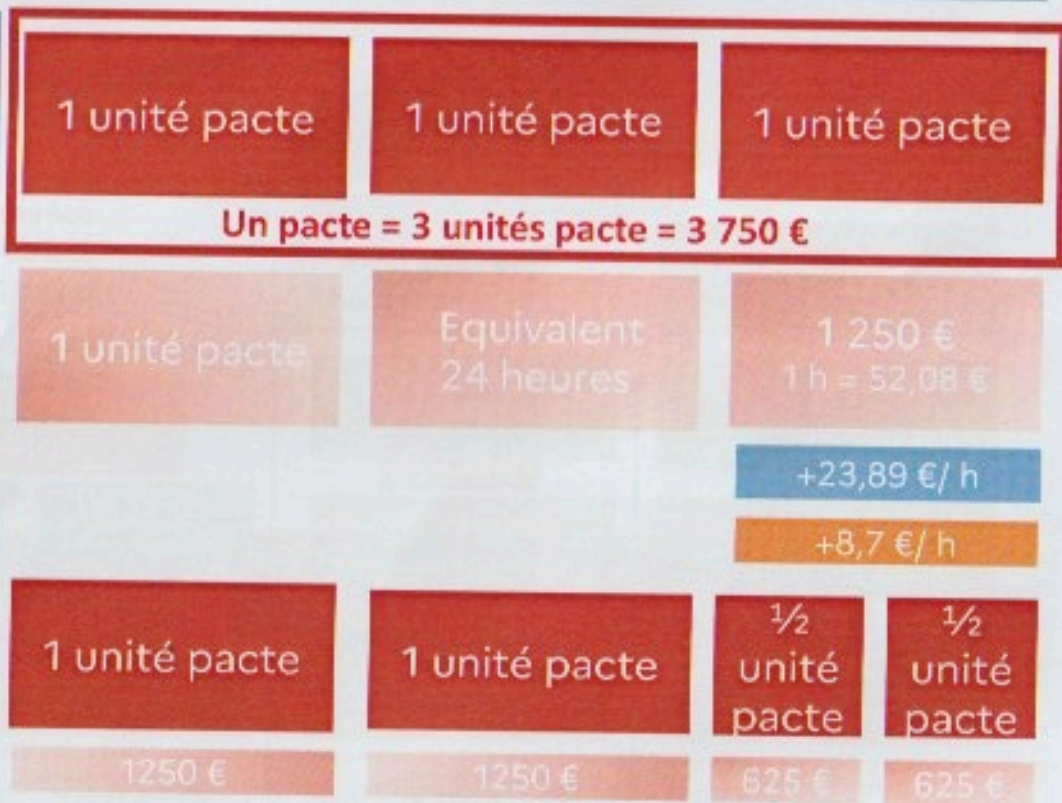 1 unité pacte
1 unité pacte
1 unité pacte
Un pacte = 3 unités pacte = 3 750 €
1 unité pacte
Equivalent
24 heures
1 250 €
1 h = 52,08 €
+23,89 €/ h
+8,7 €/ h
1 unité pacte
1 unité pacte
½
unité
pacte
½
unité
pacte
1250 €
1250 €
625 €
625 €